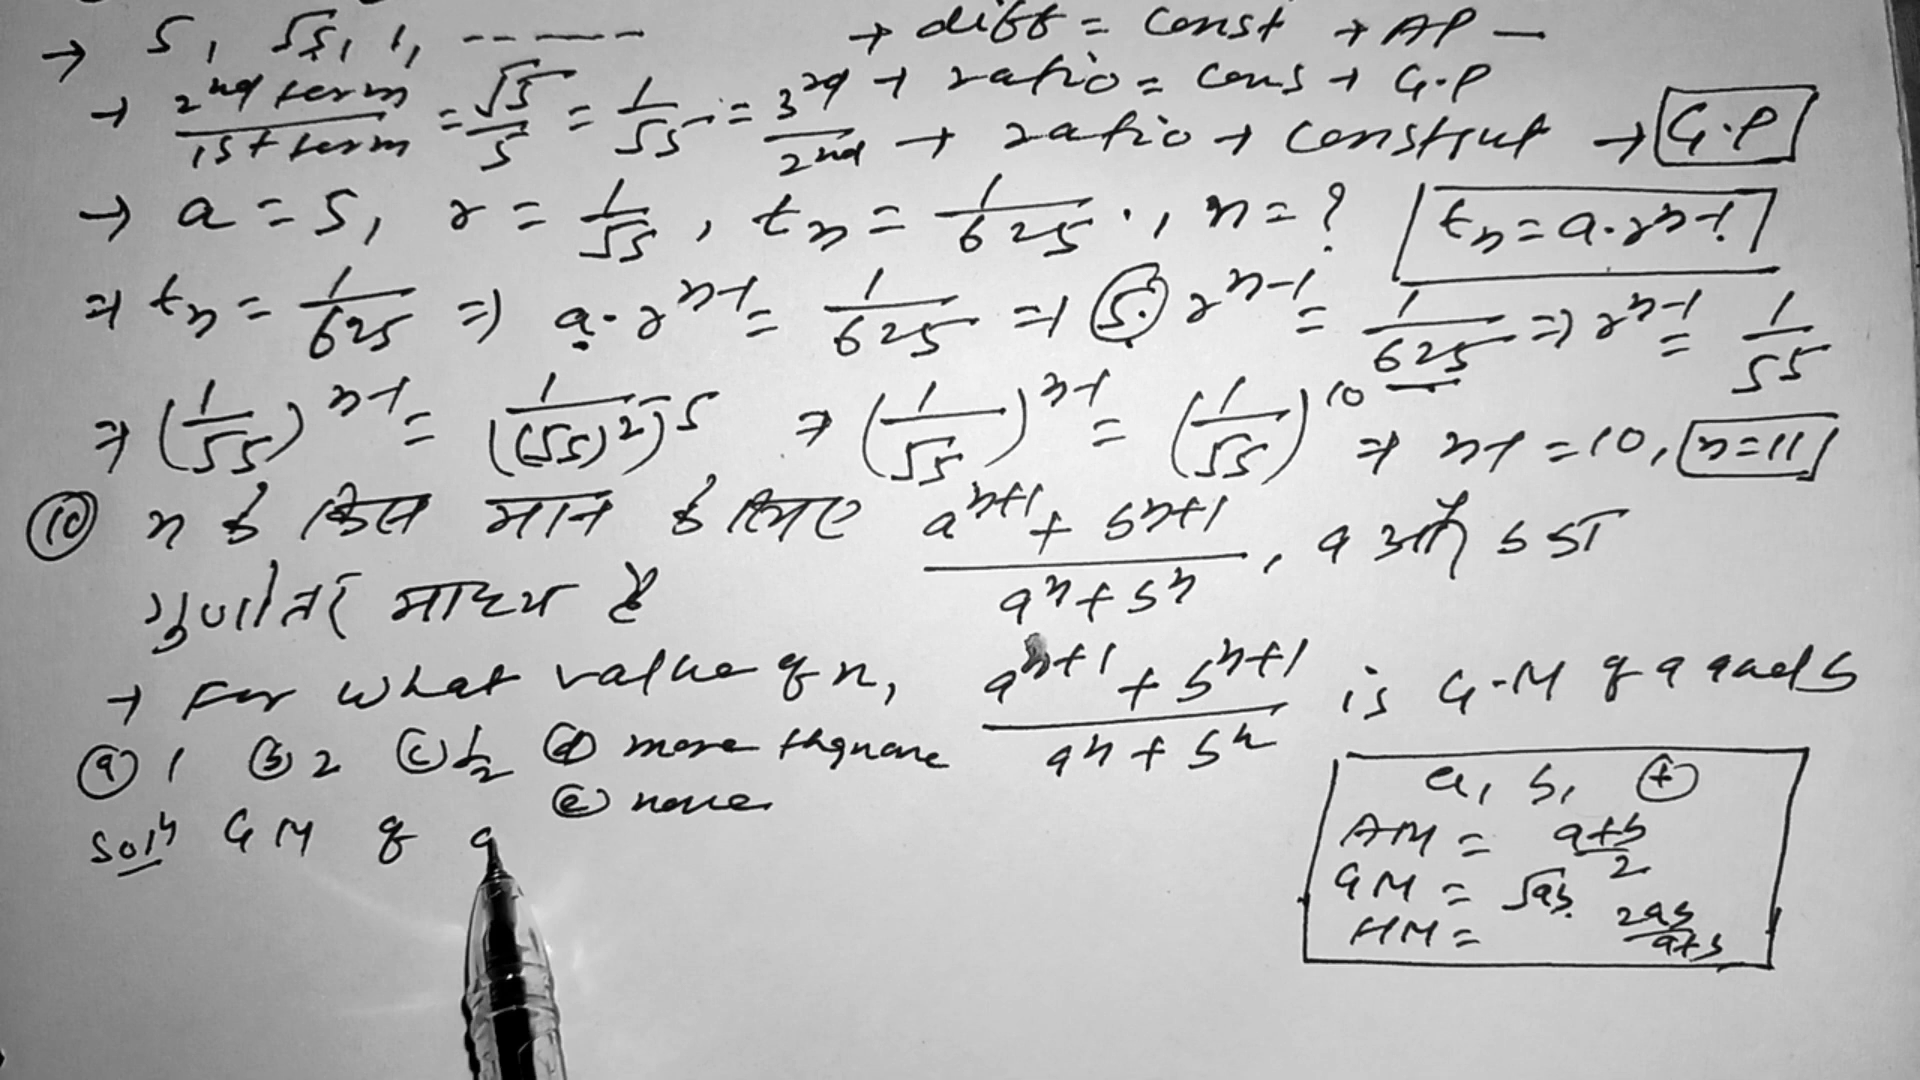 → 5, √5, 1, ------ → diff = const → AP —
→ 2nd term / 1st term = √5/5 = 1/√5 = 3rd/2nd → ratio = cons → G.P
→ ratio → constant → G.P
→ a = 5, r = 1/√5, tn = 1/625, n = ? tn = a.r^n-1
⇒ tn = 1/625 ⇒ a.r^n-1 = 1/625 ⇒ 5.r^n-1 = 1/625 ⇒ r^n-1 = 1/5^5
⇒ (1/√5)^n-1 = 1/((√5)^2)^5 ⇒ (1/√5)^n-1 = (1/√5)^10 ⇒ n-1 = 10, n=11
⑩ n के किस मान के लिए a^n+1 + b^n+1 / a^n + b^n, a और b का
गुणोत्तर माध्य है
→ For what value of n, a^n+1 + b^n+1 / a^n + b^n is G.M of a and b
ⓐ 1 ⓑ 2 ⓒ 1/2 ⓓ more than one
ⓔ none
Soln GM of a
a, b, +
AM = a+b/2
GM = √ab
HM = 2ab/a+b